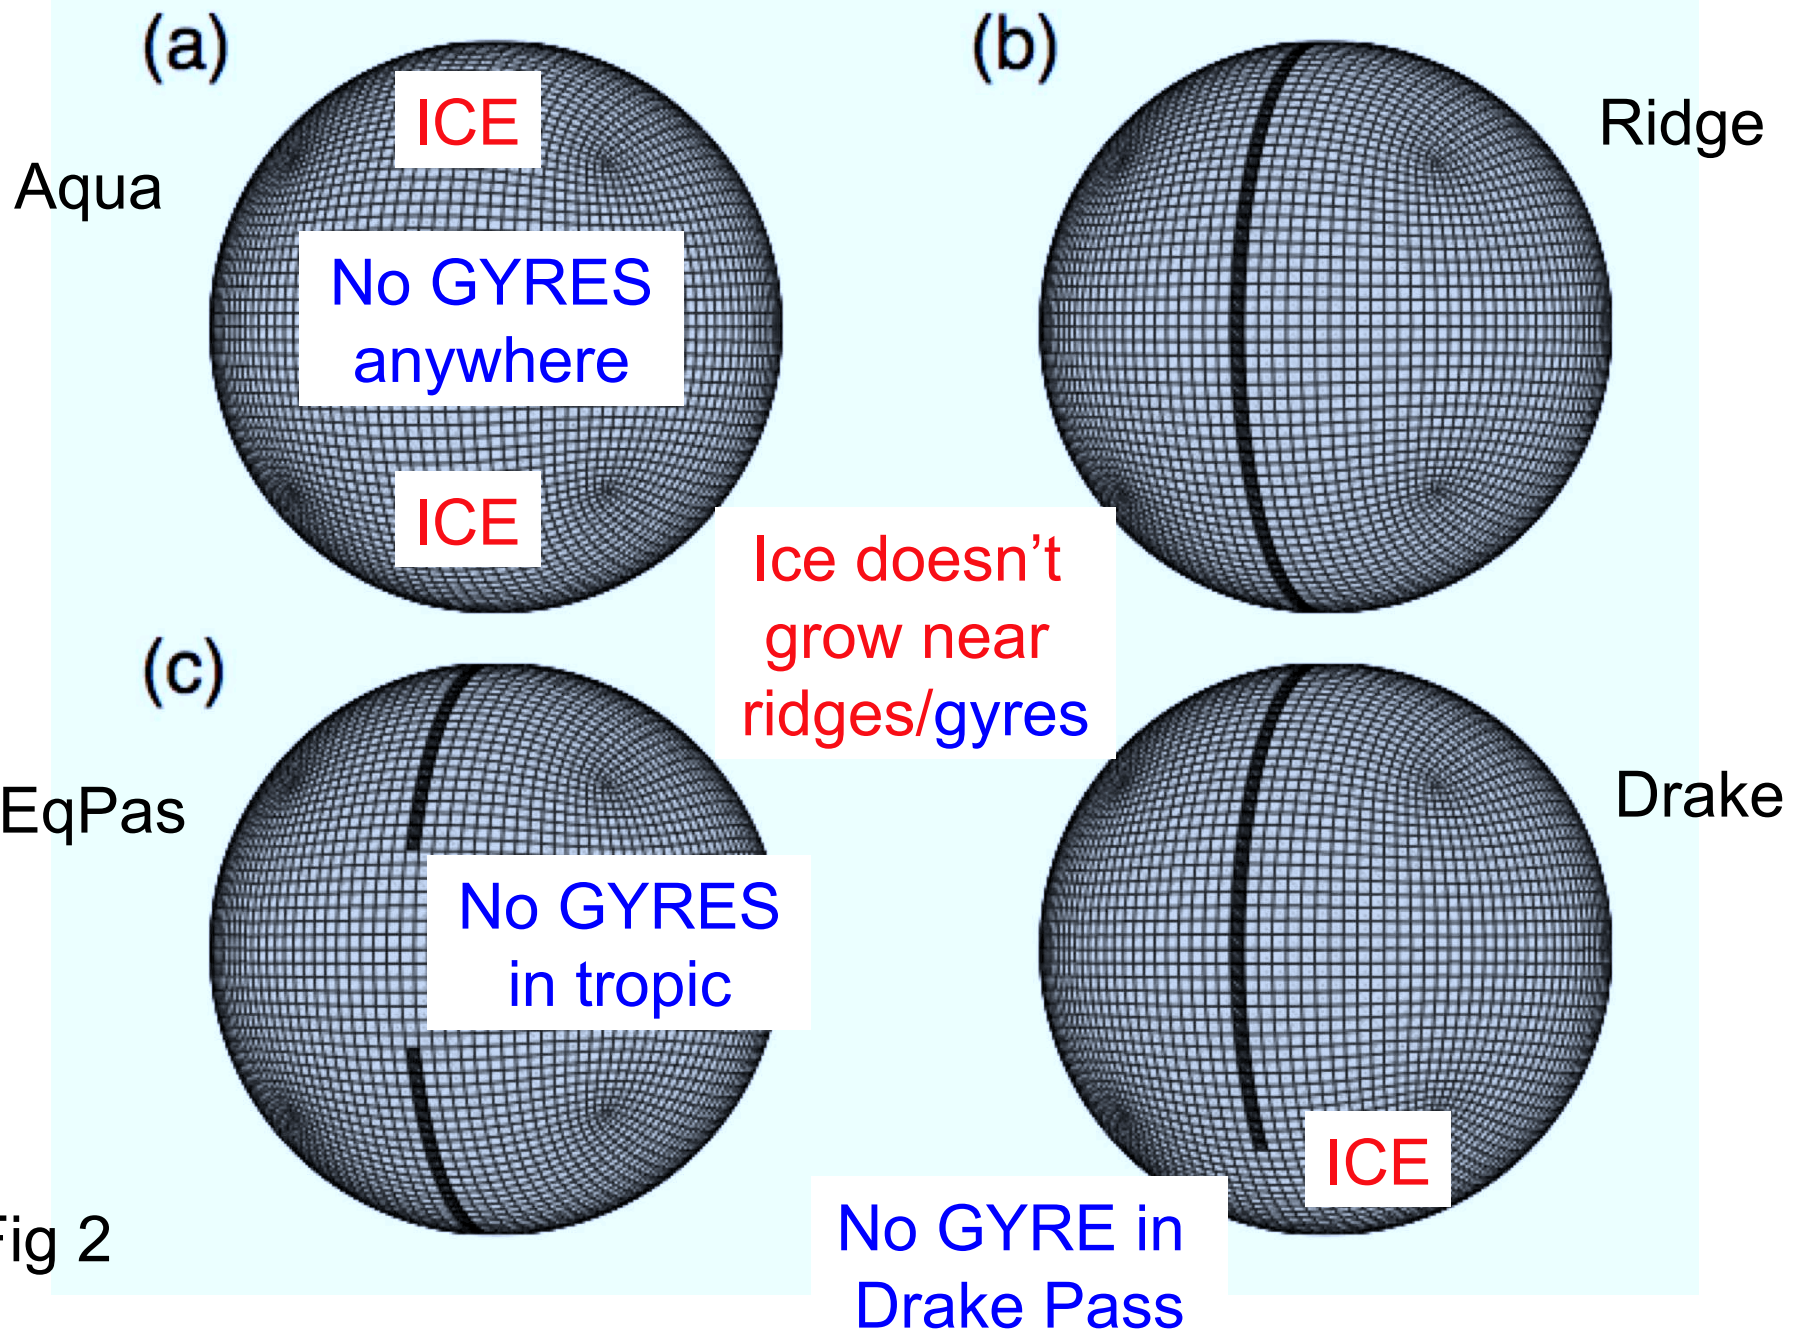 (a)
(b)
ICE
Ridge
Aqua
No GYRES
anywhere
ICE
Ice doesn’t
grow near
ridges/gyres
(c)
EqPas
Drake
No GYRES
in tropic
ICE
Fig 2
No GYRE in
Drake Pass